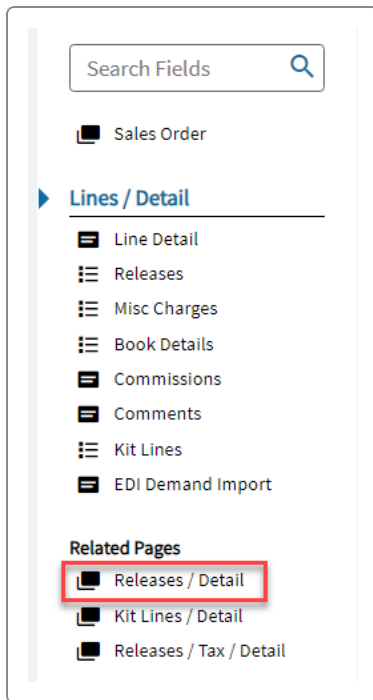 Search Fields
Sales Order
Lines / Detail
Line Detail
Releases
Misc Charges
Book Details
Commissions
Comments
Kit Lines
EDI Demand Import
Related Pages
Releases / Detail
Kit Lines / Detail
Releases / Tax / Detail